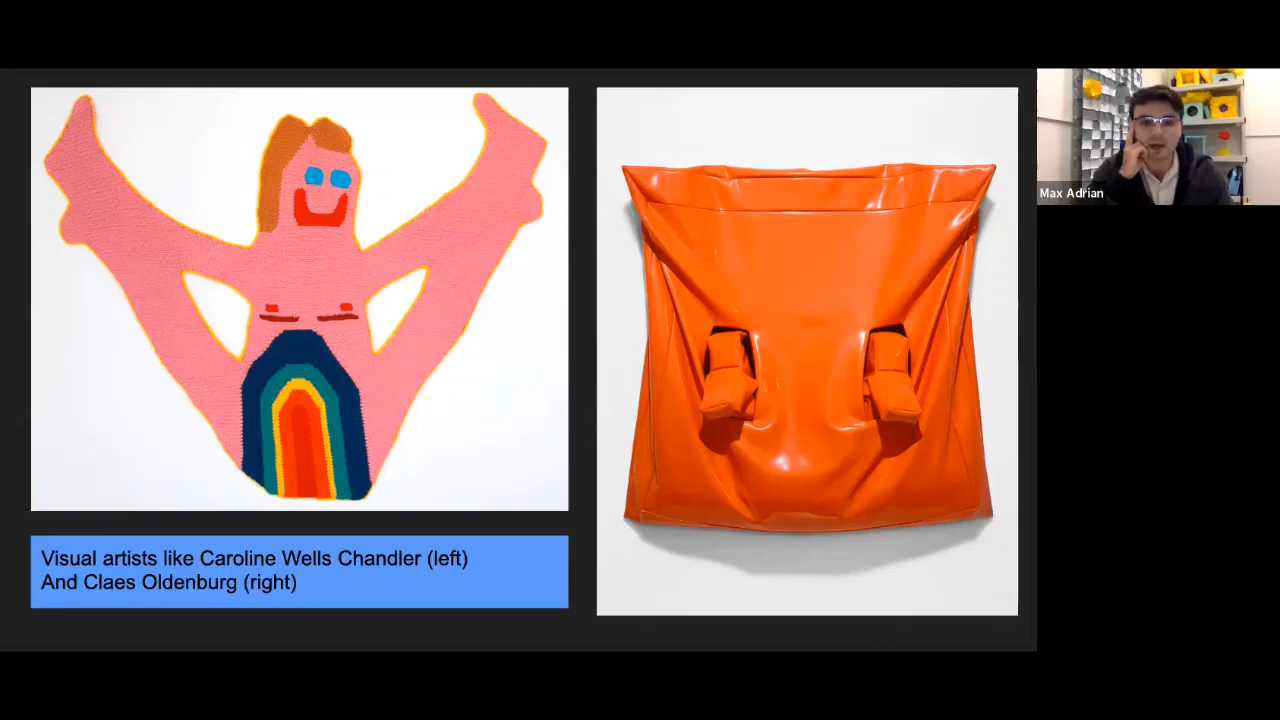 Visual artists like Caroline Wells Chandler (left)
And Claes Oldenburg (right)
Max Adrian